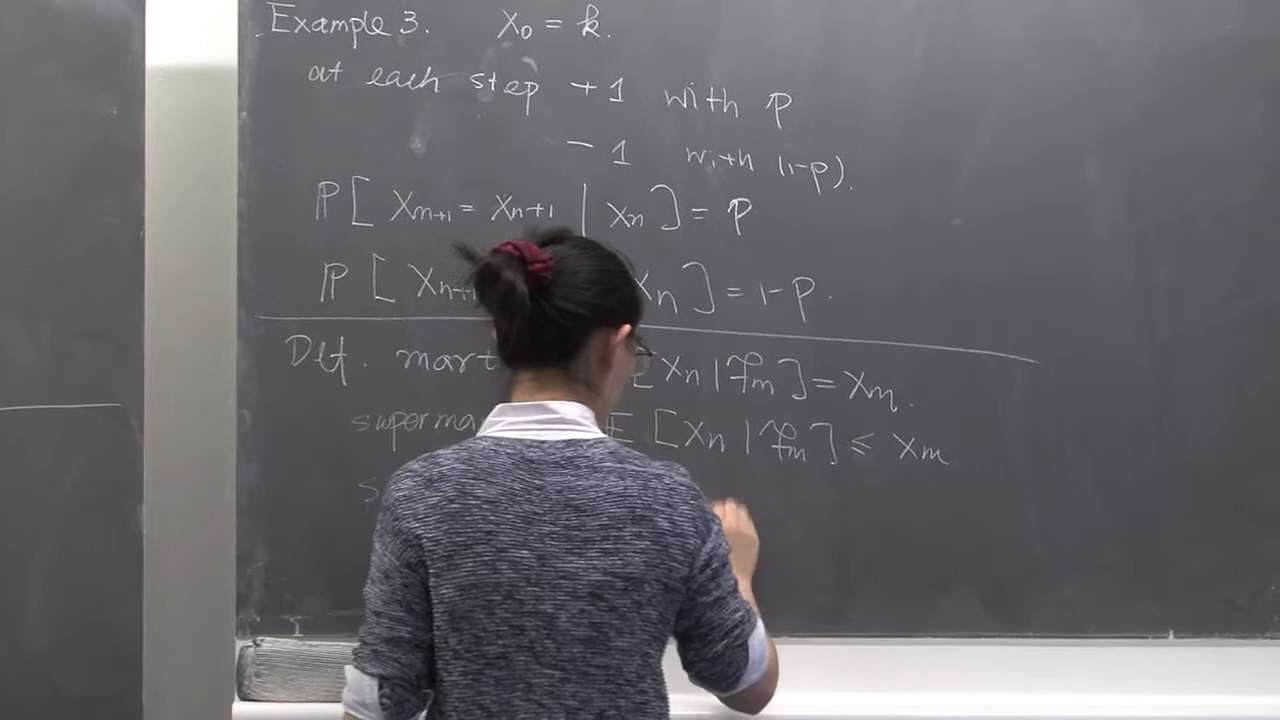 Example 3. X₀ = k.
at each step +1 with p
- 1 with (1-p).
P[ Xn+1 = Xn+1 | Xn ] = p
P [ Xn+1 Xn ] = 1-p.
Def. mart [Xn | Fm ] = Xm.
superma E [Xn | Fm ] ≤ Xm
s